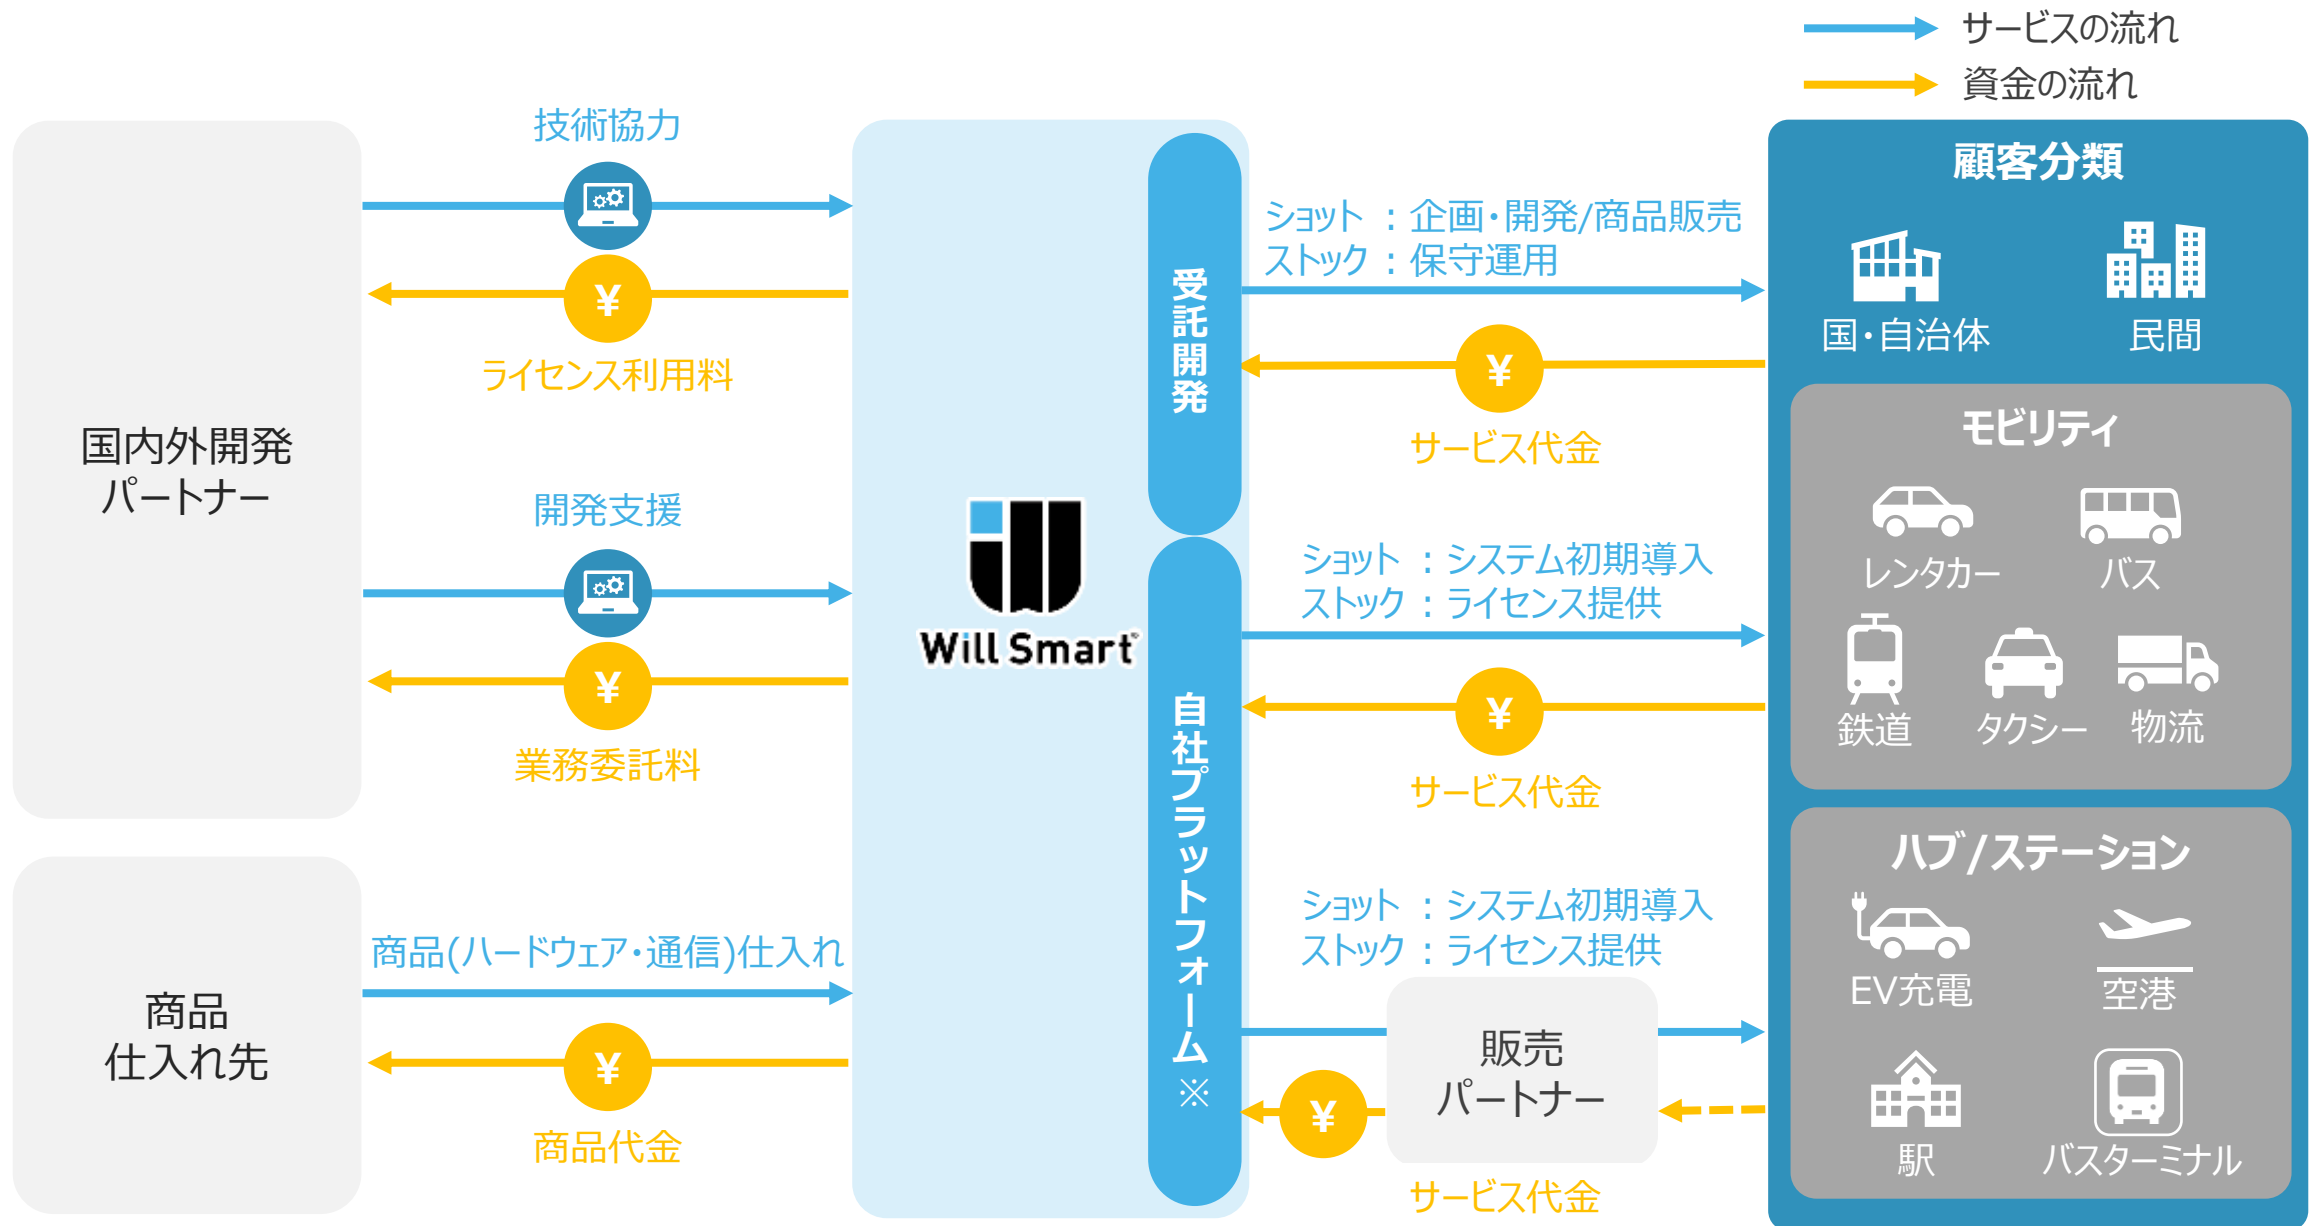 サービスの流れ
資金の流れ
技術協力
¥
ライセンス利用料
国内外開発
パートナー
開発支援
¥
業務委託料
商品
仕入れ先
商品(ハードウェア・通信)仕入れ
¥
商品代金
Will Smart
受託開発
自社プラットフォーム※
ショット ：企画・開発/商品販売
ストック ：保守運用
¥
サービス代金
ショット ：システム初期導入
ストック ：ライセンス提供
¥
サービス代金
ショット ：システム初期導入
ストック ：ライセンス提供
販売
パートナー
¥
サービス代金
顧客分類
国・自治体
民間
モビリティ
レンタカー
バス
鉄道
タクシー
物流
ハブ/ステーション
EV充電
空港
駅
バスターミナル